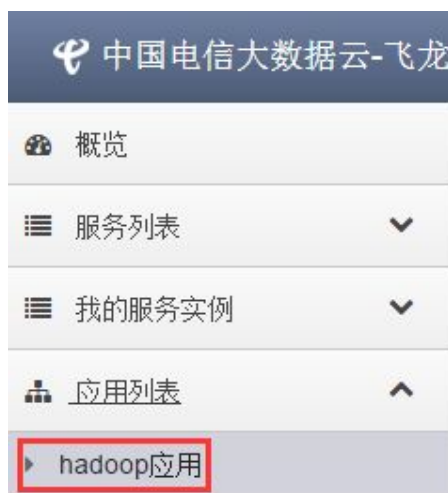 中国电信大数据云-飞龙
概览
服务列表
我的服务实例
应用列表
hadoop应用